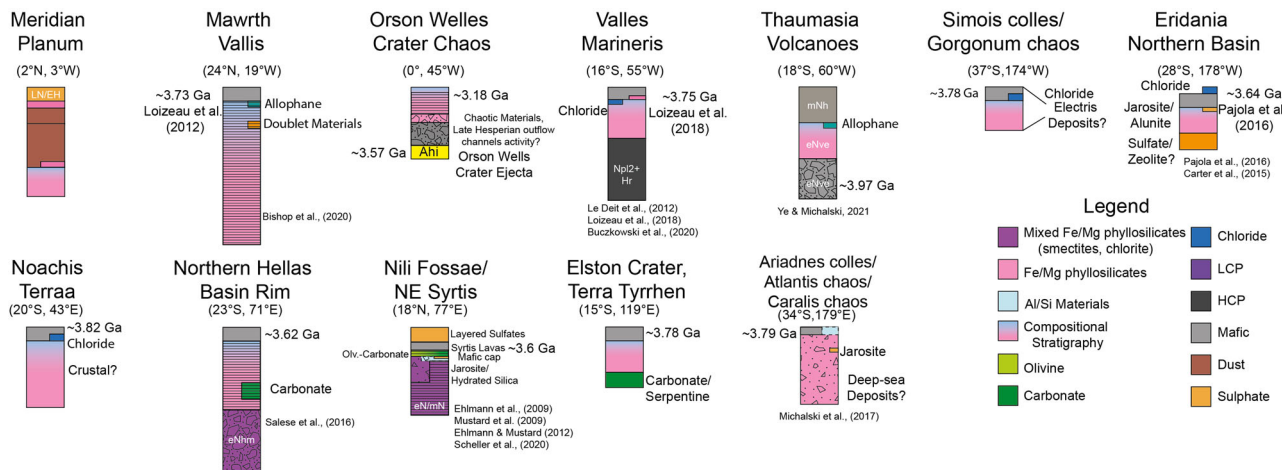 Meridian
Planum
(2°N, 3°W)
LN/EH
Mawrth
Vallis
(24°N, 19°W)
~3.73 Ga
Loizeau et al.
(2012)
Allophane
Doublet Materials
Bishop et al., (2020)
Orson Welles
Crater Chaos
(0°, 45°W)
~3.18 Ga
Chaotic Materials,
Late Hesperian outflow
channels activity?
~3.57 Ga
Ahi
Orson Wells
Crater Ejecta
Valles
Marineris
(16°S, 55°W)
~3.75 Ga
Chloride
Loizeau et al.
(2018)
Npl2+
Hr
Le Deit et al., (2012)
Loizeau et al., (2018)
Buczkowski et al., (2020)
Thaumasia
Volcanoes
(18°S, 60°W)
mNh
Allophane
eNve
eNve
~3.97 Ga
Ye & Michalski, 2021
Simois colles/
Gorgonum chaos
(37°S,174°W)
~3.78 Ga
Chloride
Electris
Deposits?
Eridania
Northern Basin
(28°S, 178°W)
Chloride
~3.64 Ga
Jarosite/
Alunite
Pajola et al.
(2016)
Sulfate/
Zeolite?
Pajola et al., (2016)
Carter et al., (2015)
Noachis
Terraa
(20°S, 43°E)
~3.82 Ga
Chloride
Crustal?
Northern Hellas
Basin Rim
(23°S, 71°E)
~3.62 Ga
Carbonate
eNhm
Salese et al., (2016)
Nili Fossae/
NE Syrtis
(18°N, 77°E)
Layered Sulfates
Syrtis Lavas ~3.6 Ga
Olv.-Carbonate
Mafic cap
Jarosite/
Hydrated Silica
eN/mN
Ehlmann et al., (2009)
Mustard et al. (2009)
Ehlmann & Mustard (2012)
Scheller et al., (2020)
Elston Crater,
Terra Tyrrhen
(15°S, 119°E)
~3.78 Ga
Carbonate/
Serpentine
Ariadnes colles/
Atlantis chaos/
Caralis chaos
(34°S,179°E)
~3.79 Ga
Jarosite
Deep-sea
Deposits?
Michalski et al., (2017)
Legend
Mixed Fe/Mg phyllosilicates
(smectites, chlorite)
Fe/Mg phyllosilicates
Al/Si Materials
Compositional
Stratigraphy
Olivine
Carbonate
Chloride
LCP
HCP
Mafic
Dust
Sulphate